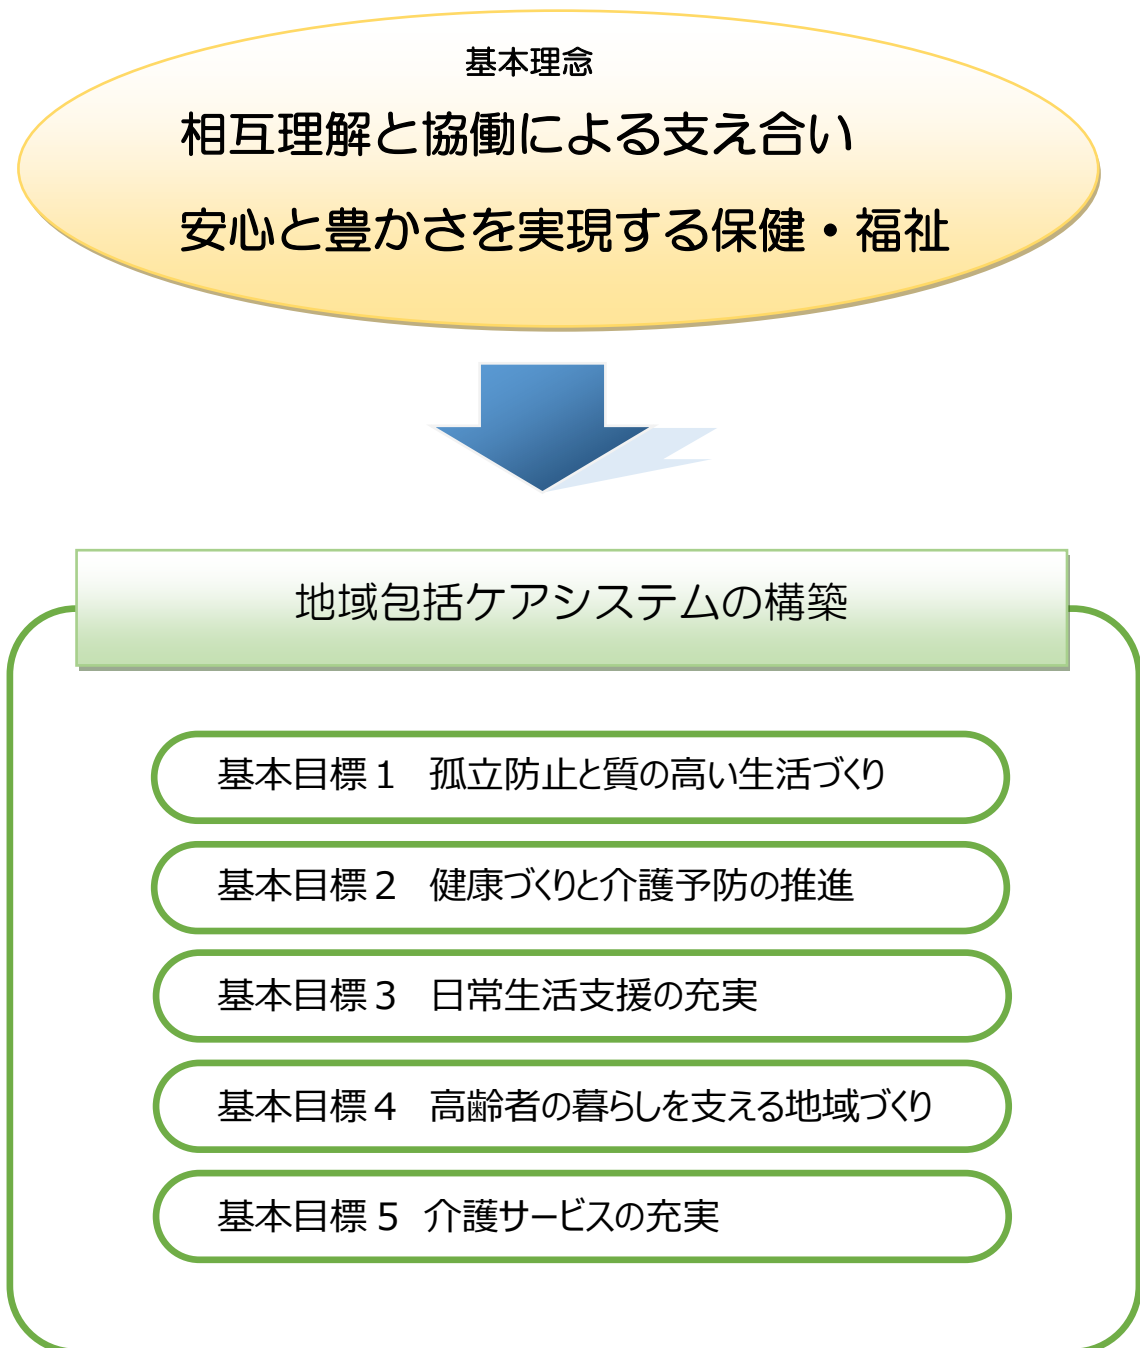 基本理念
相互理解と協働による支え合い
安心と豊かさを実現する保健・福祉
地域包括ケアシステムの構築
基本目標１　孤立防止と質の高い生活づくり
基本目標２　健康づくりと介護予防の推進
基本目標３　日常生活支援の充実
基本目標４　高齢者の暮らしを支える地域づくり
基本目標５　介護サービスの充実